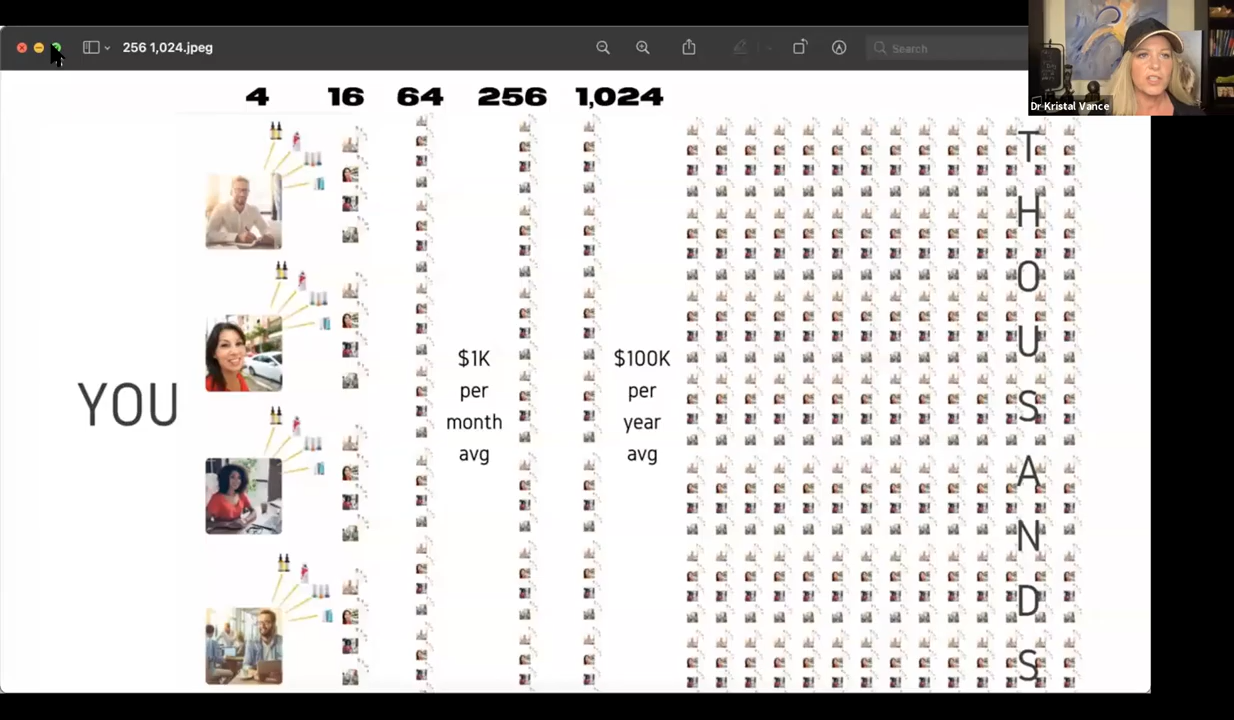 256 1,024.jpeg
Search
Dr Kristal Vance
4 16 64 256 1,024
YOU
$1K
per
month
avg
$100K
per
year
avg
THOUSANDS